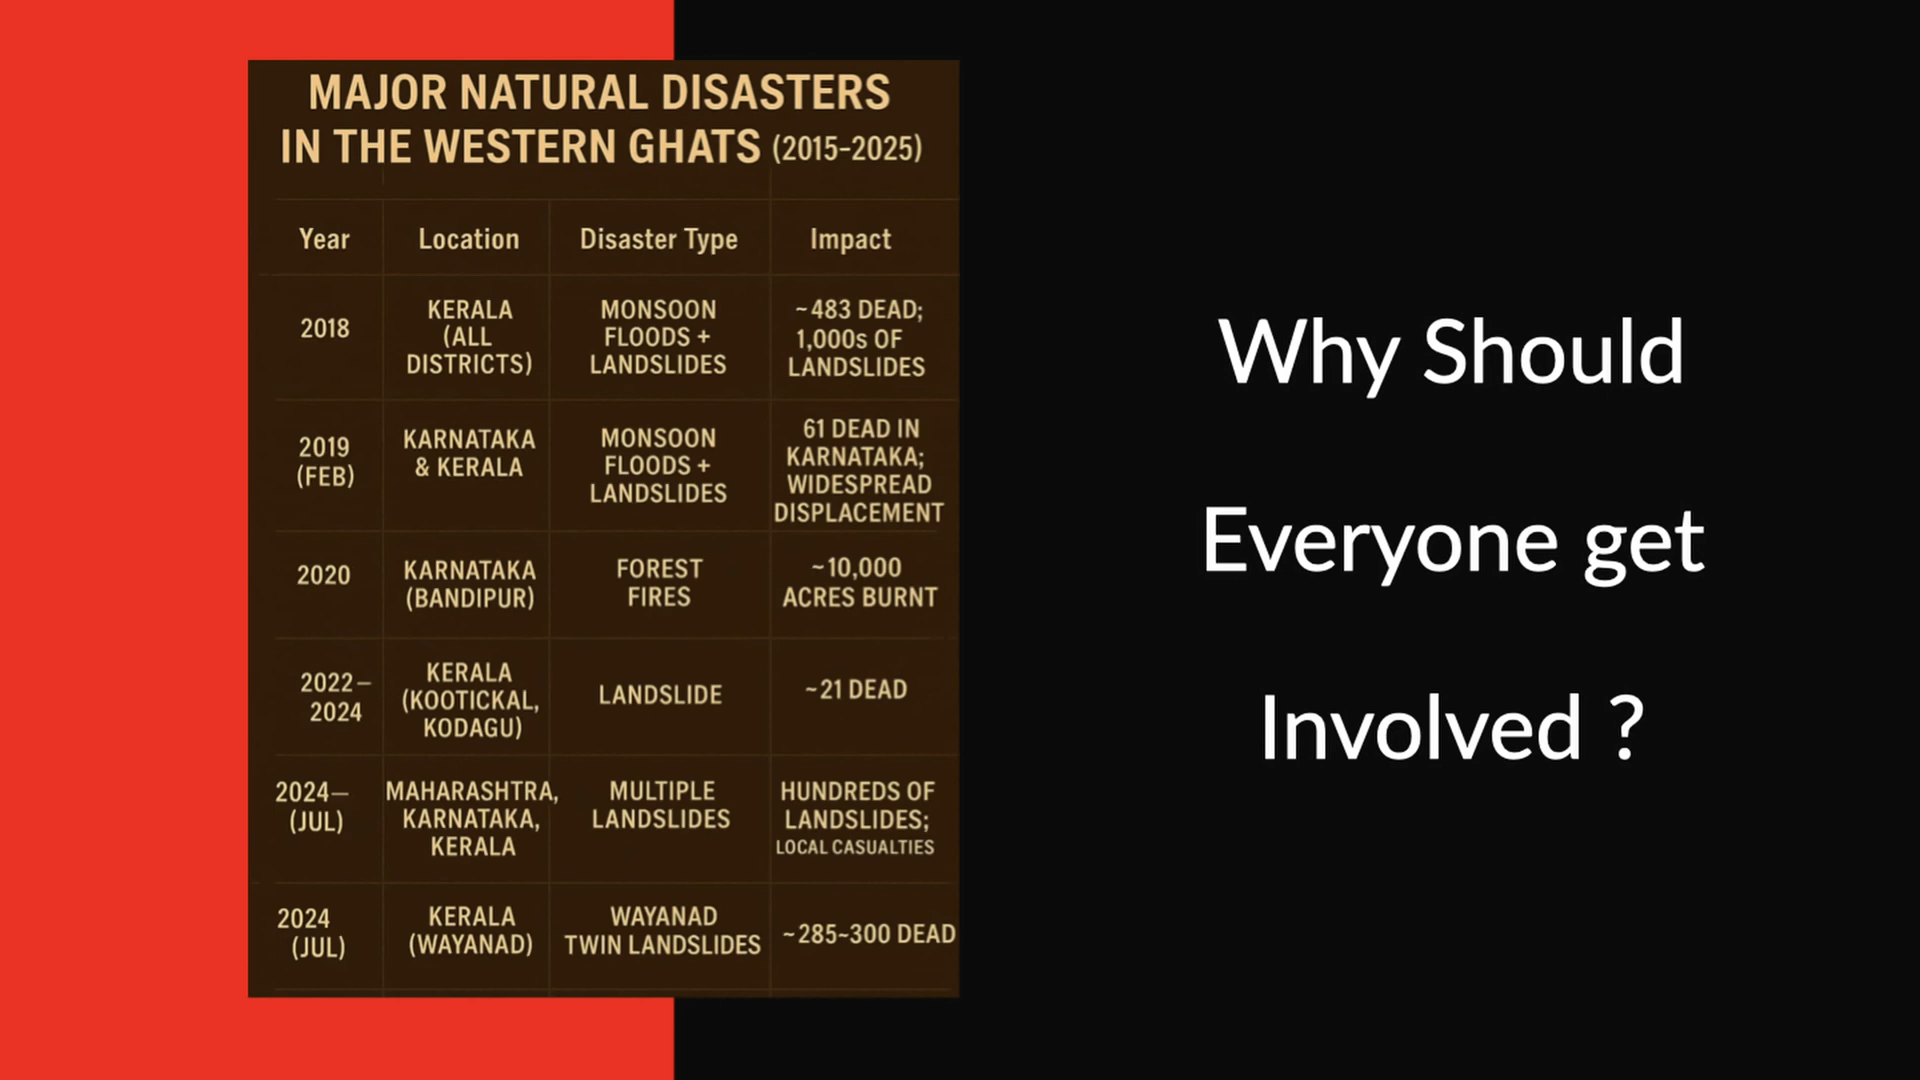 MAJOR NATURAL DISASTERS
IN THE WESTERN GHATS (2015-2025)
Year Location Disaster Type Impact
2018
KERALA
(ALL
DISTRICTS)
MONSOON
FLOODS +
LANDSLIDES
~483 DEAD;
1,000s OF
LANDSLIDES
2019
(FEB)
KARNATAKA
& KERALA
MONSOON
FLOODS +
LANDSLIDES
61 DEAD IN
KARNATAKA;
WIDESPREAD
DISPLACEMENT
2020
KARNATAKA
(BANDIPUR)
FOREST
FIRES
~10,000
ACRES BURNT
2022–
2024
KERALA
(KOOTICKAL,
KODAGU)
LANDSLIDE
~21 DEAD
2024–
(JUL)
MAHARASHTRA,
KARNATAKA,
KERALA
MULTIPLE
LANDSLIDES
HUNDREDS OF
LANDSLIDES;
LOCAL CASUALTIES
2024
(JUL)
KERALA
(WAYANAD)
WAYANAD
TWIN LANDSLIDES
~285~300 DEAD
Why Should
Everyone get
Involved ?